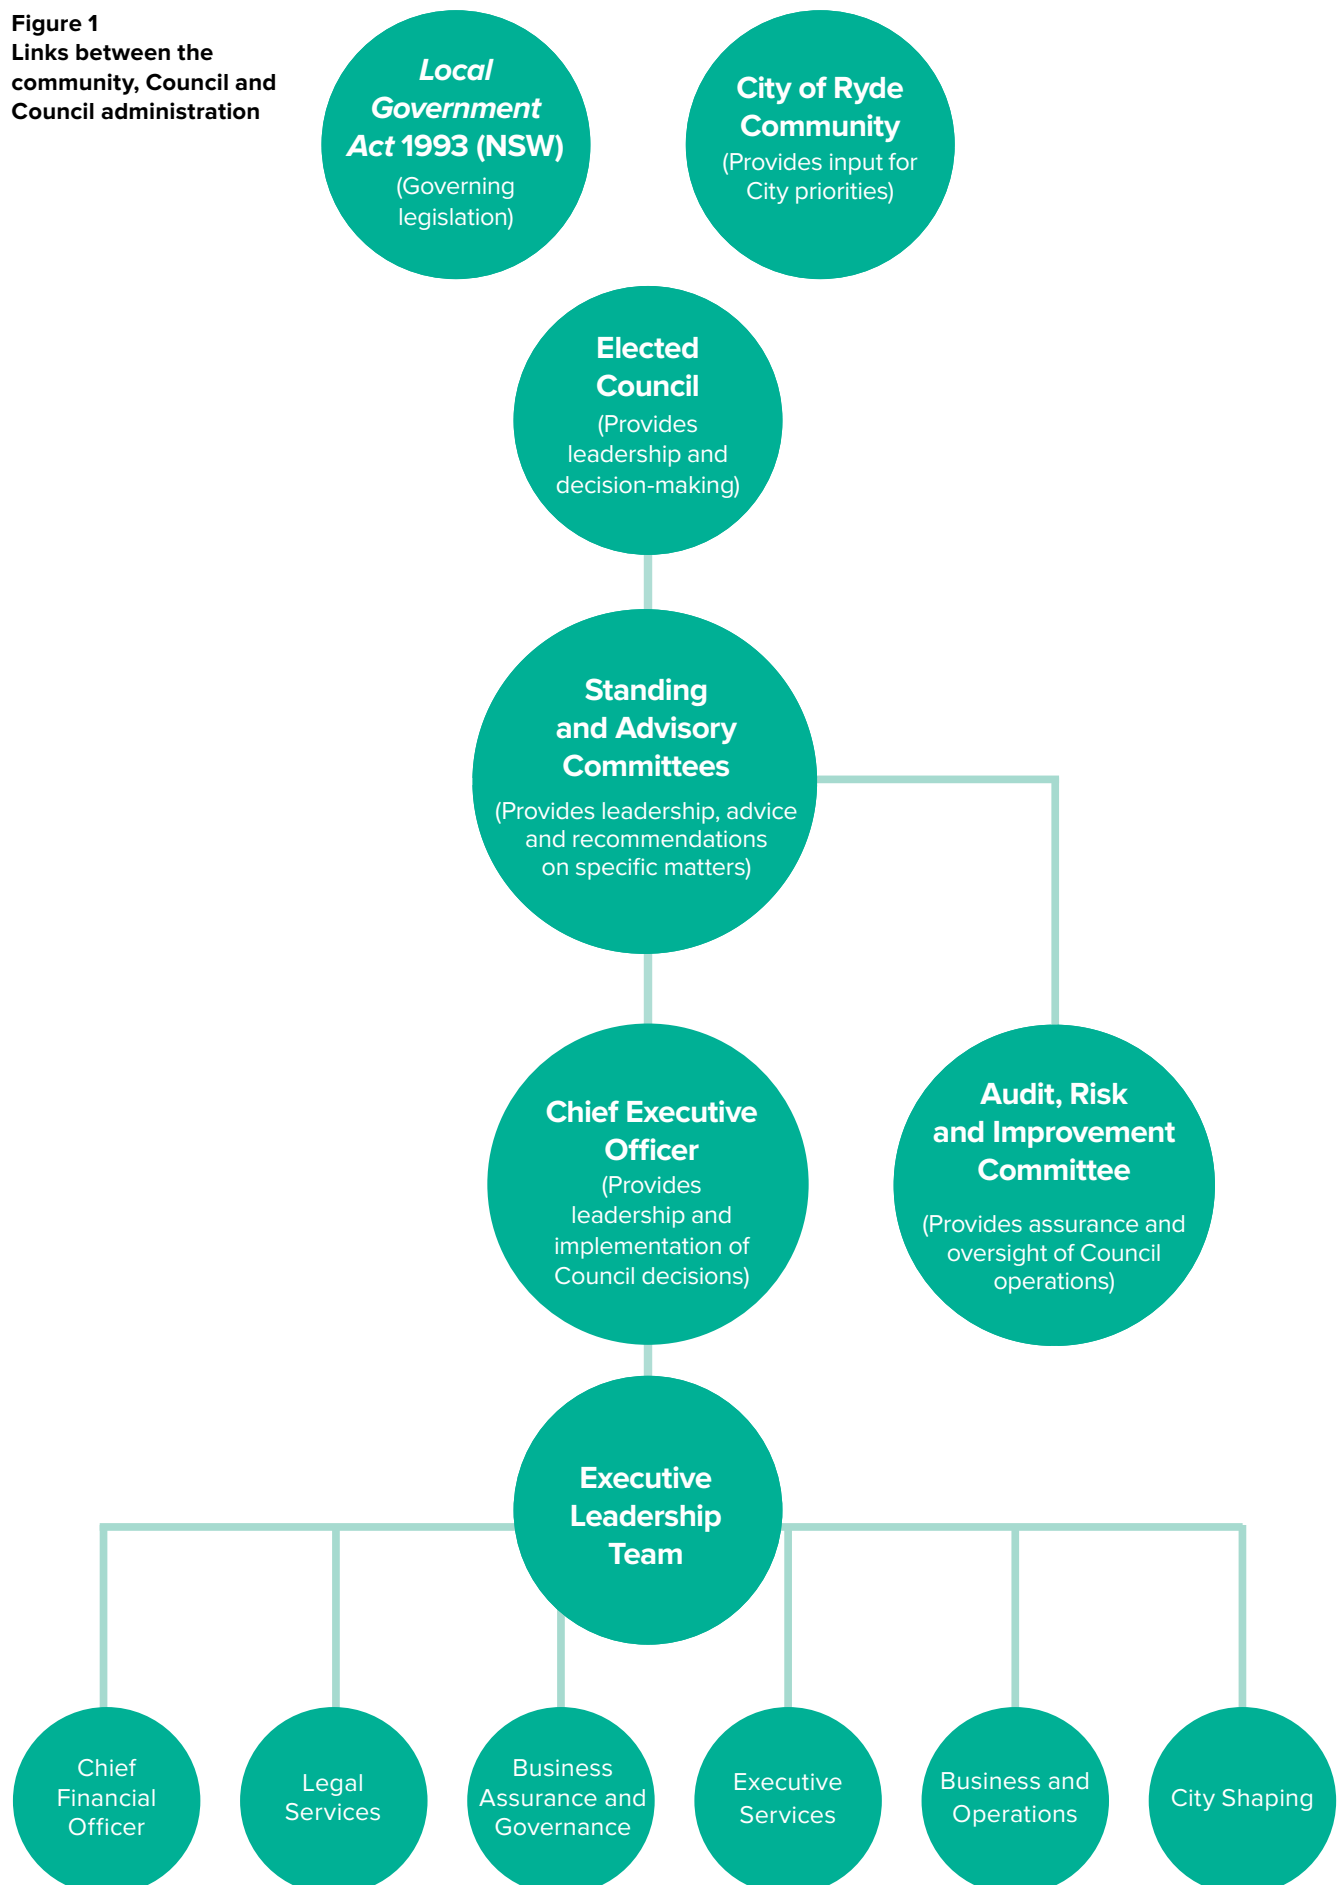 Figure 1
Links between the
community, Council and
Council administration
Local
Government
Act 1993 (NSW)
(Governing
legislation)
City of Ryde
Community
(Provides input for
City priorities)
Elected
Council
(Provides
leadership and
decision-making)
Standing
and Advisory
Committees
(Provides leadership, advice
and recommendations
on specific matters)
Chief Executive
Officer
(Provides
leadership and
implementation of
Council decisions)
Audit, Risk
and Improvement
Committee
(Provides assurance and
oversight of Council
operations)
Executive
Leadership
Team
Chief
Financial
Officer
Legal
Services
Business
Assurance and
Governance
Executive
Services
Business and
Operations
City Shaping